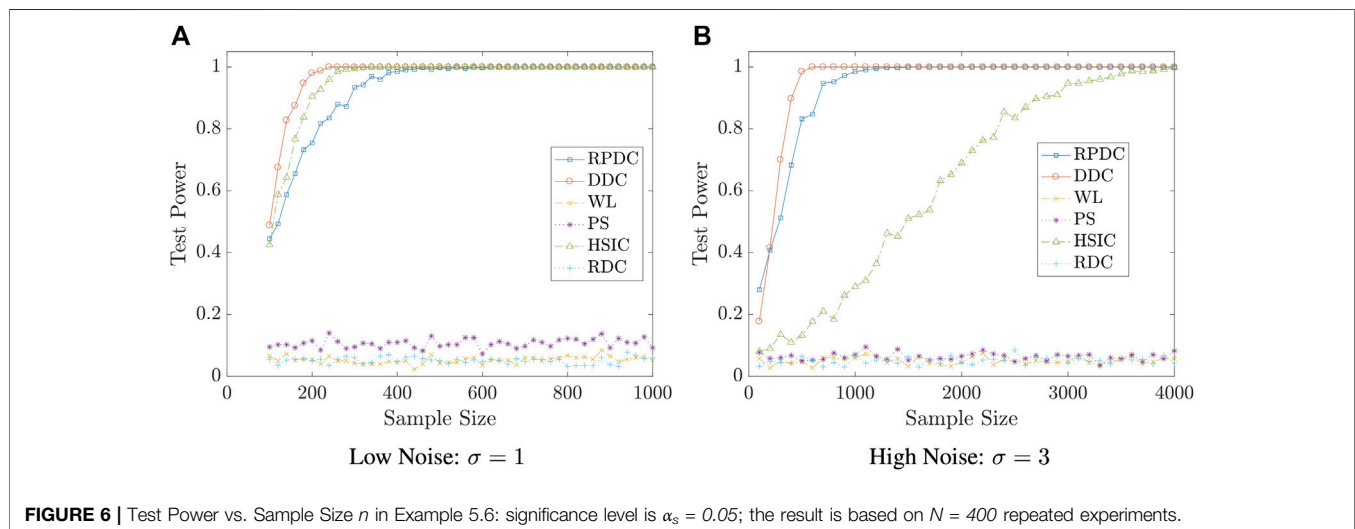 A
1
0.8
0.6
0.4
0.2
0
Test Power
0 200 400 600 800 1000
Sample Size
RPDC
DDC
WL
PS
HSIC
RDC
Low Noise: σ = 1
B
1
0.8
0.6
0.4
0.2
0
Test Power
0 1000 2000 3000 4000
Sample Size
RPDC
DDC
WL
PS
HSIC
RDC
High Noise: σ = 3
FIGURE 6 | Test Power vs. Sample Size n in Example 5.6: significance level is αs = 0.05; the result is based on N = 400 repeated experiments.